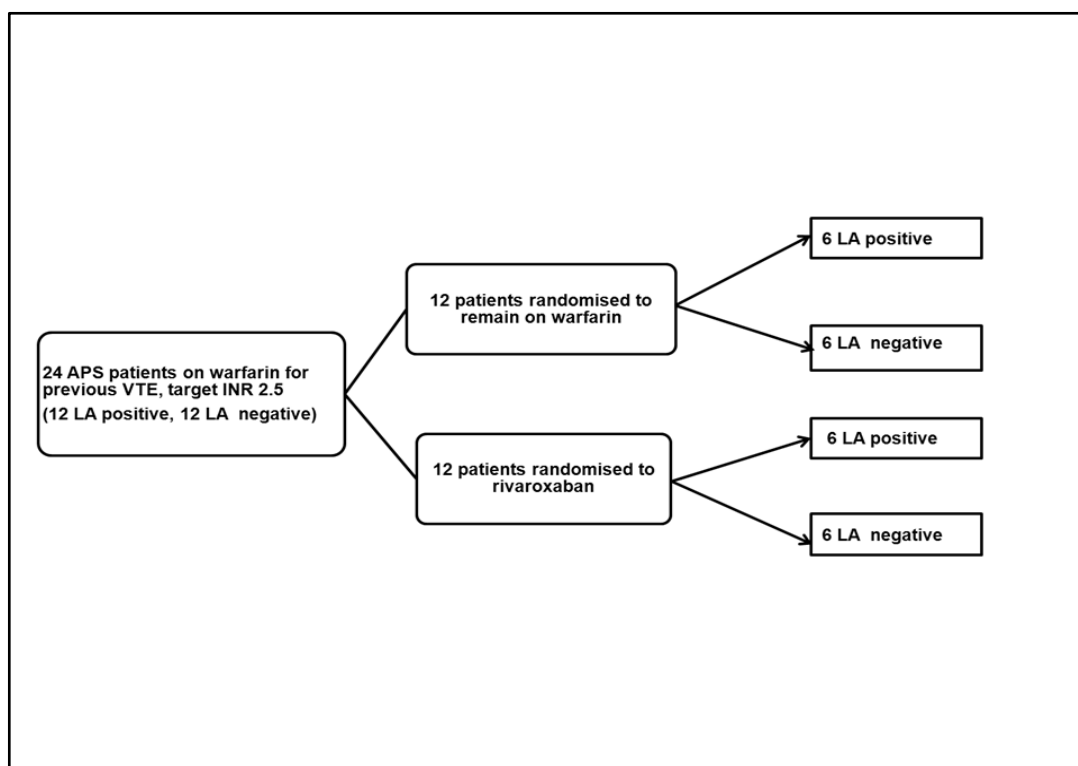 24 APS patients on warfarin for
previous VTE, target INR 2.5
(12 LA positive, 12 LA negative)
12 patients randomised to
remain on warfarin
6 LA positive
6 LA negative
12 patients randomised to
rivaroxaban
6 LA positive
6 LA negative